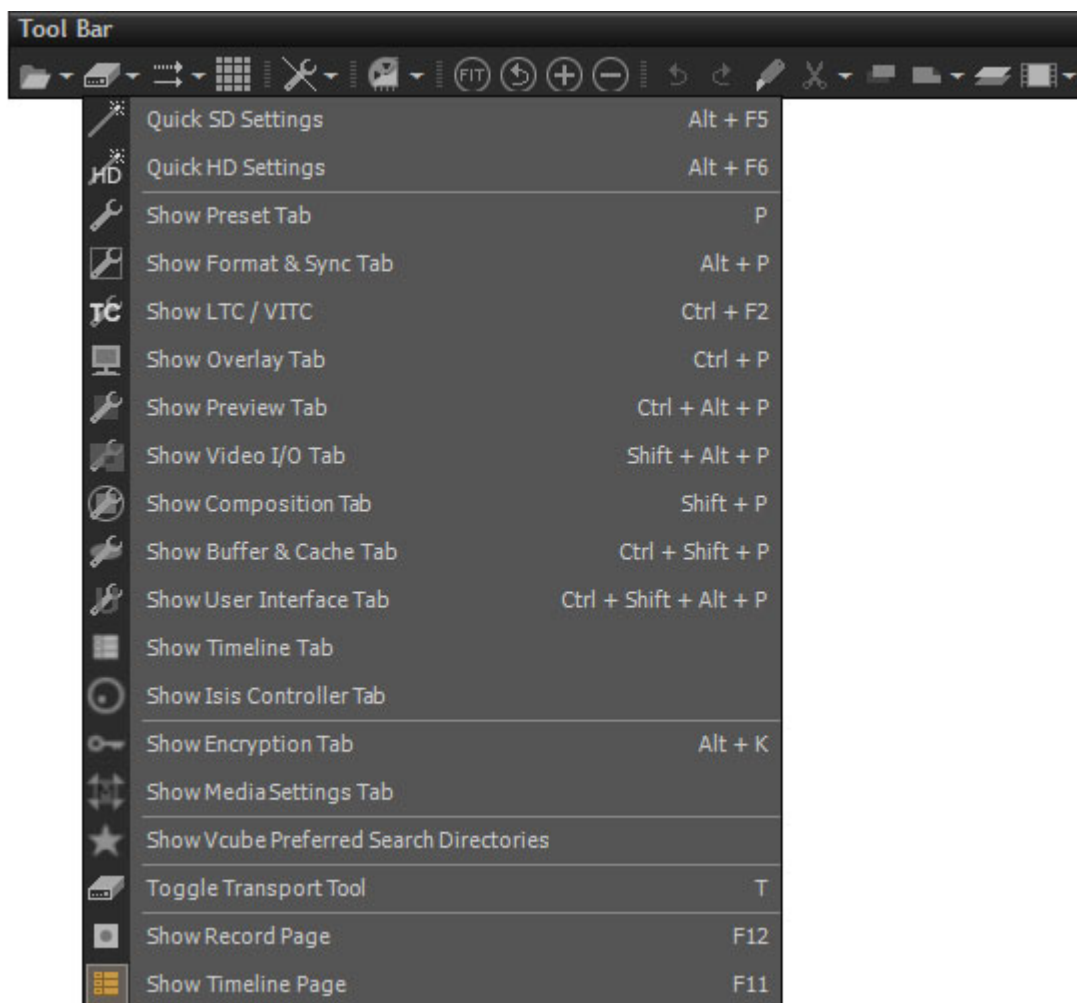 Tool Bar
FIT
Quick SD Settings Alt + F5
HD Quick HD Settings Alt + F6
Show Preset Tab P
Show Format & Sync Tab Alt + P
TC Show LTC / VITC Ctrl + F2
Show Overlay Tab Ctrl + P
Show Preview Tab Ctrl + Alt + P
Show Video I/O Tab Shift + Alt + P
Show Composition Tab Shift + P
Show Buffer & Cache Tab Ctrl + Shift + P
Show User Interface Tab Ctrl + Shift + Alt + P
Show Timeline Tab
Show Isis Controller Tab
Show Encryption Tab Alt + K
Show Media Settings Tab
Show Vcube Preferred Search Directories
Toggle Transport Tool T
Show Record Page F12
Show Timeline Page F11